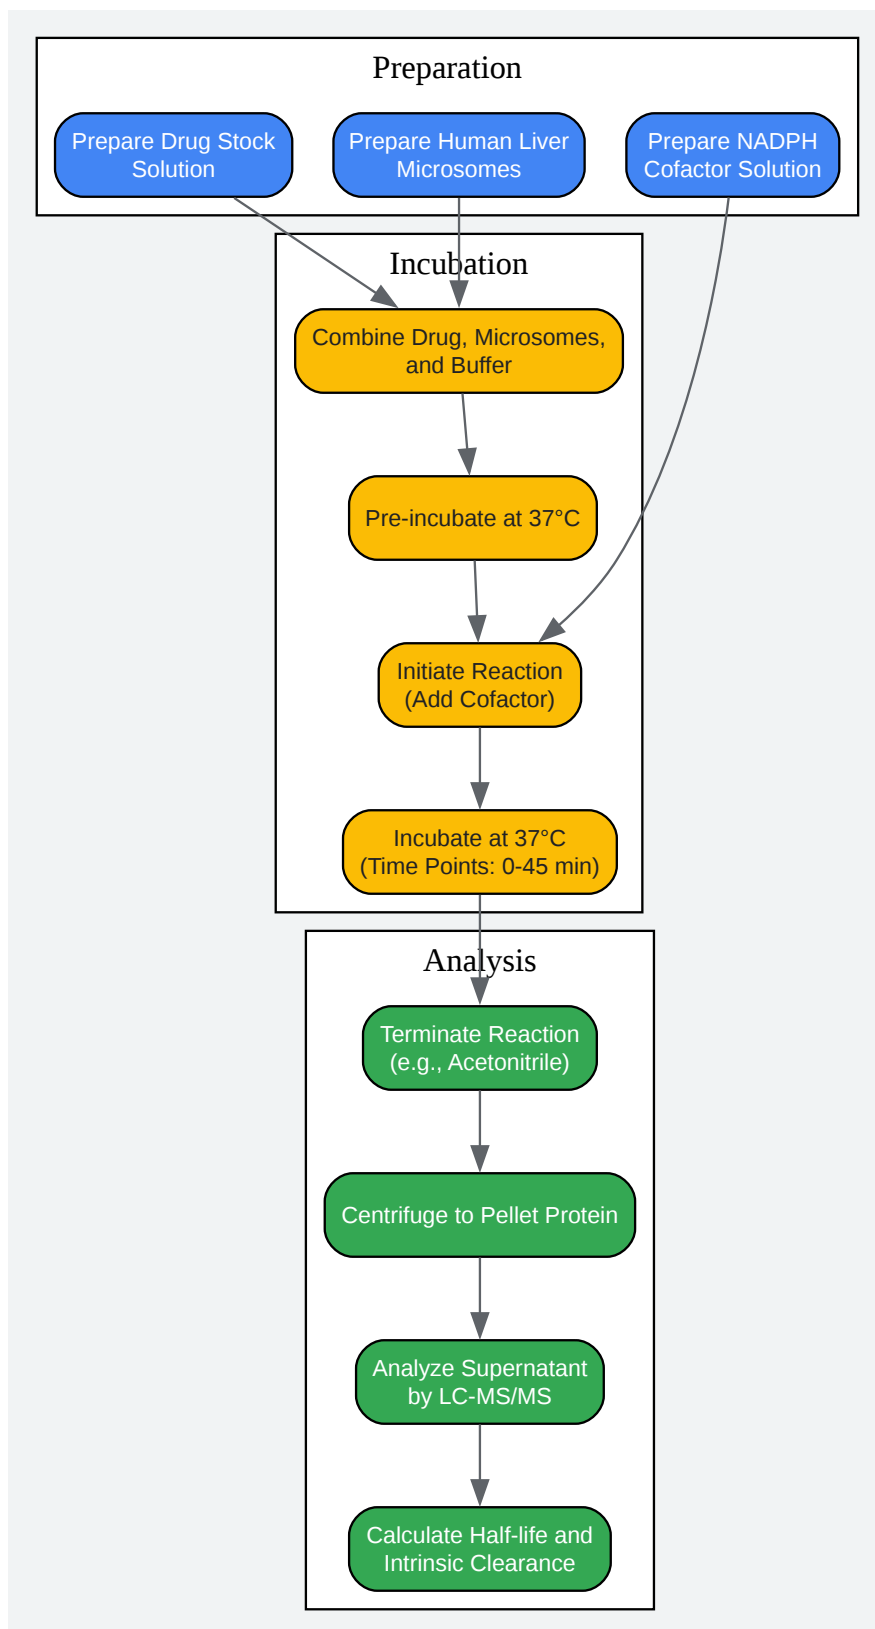 Preparation
Prepare Drug Stock
Solution
Prepare Human Liver
Microsomes
Prepare NADPH
Cofactor Solution
Incubation
Combine Drug, Microsomes,
and Buffer
Pre-incubate at 37°C
Initiate Reaction
(Add Cofactor)
Incubate at 37°C
(Time Points: 0-45 min)
Analysis
Terminate Reaction
(e.g., Acetonitrile)
Centrifuge to Pellet Protein
Analyze Supernatant
by LC-MS/MS
Calculate Half-life and
Intrinsic Clearance